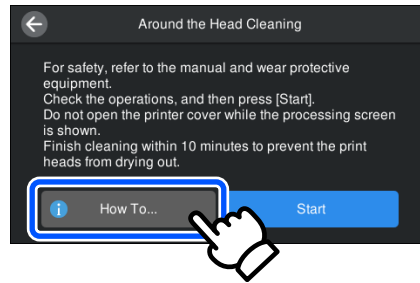 Around the Head Cleaning
For safety, refer to the manual and wear protective
equipment.
Check the operations, and then press [Start].
Do not open the printer cover while the processing screen
is shown.
Finish cleaning within 10 minutes to prevent the print
heads from drying out.
i How To... Start